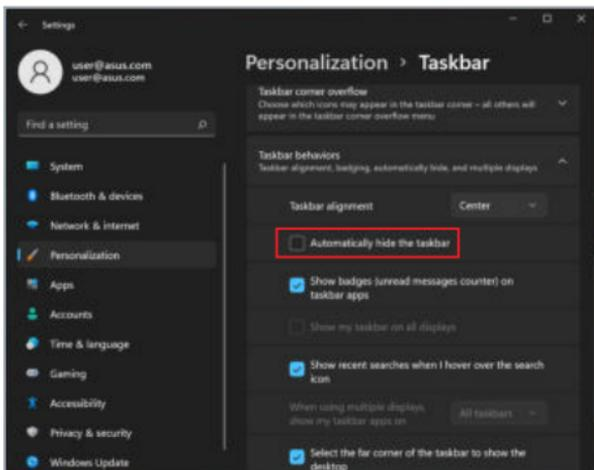 Settings
user@asus.com
user@asus.com
Find a setting
System
Bluetooth & devices
Network & internet
Personalization
Apps
Accounts
Time & language
Gaming
Accessibility
Privacy & security
Windows Update
Personalization > Taskbar
Taskbar corner overflow
Choose which icons may appear in the taskbar corner – all others will
appear in the taskbar corner overflow menu
Taskbar behaviors
Taskbar alignment, badging, automatically hide, and multiple displays
Taskbar alignment
Center
Automatically hide the taskbar
Show badges (unread messages counter) on
taskbar apps
Show my taskbar on all displays
Show recent searches when I hover over the search
icon
When using multiple displays,
show my taskbar apps on
All taskbars
Select the far corner of the taskbar to show the
desktop